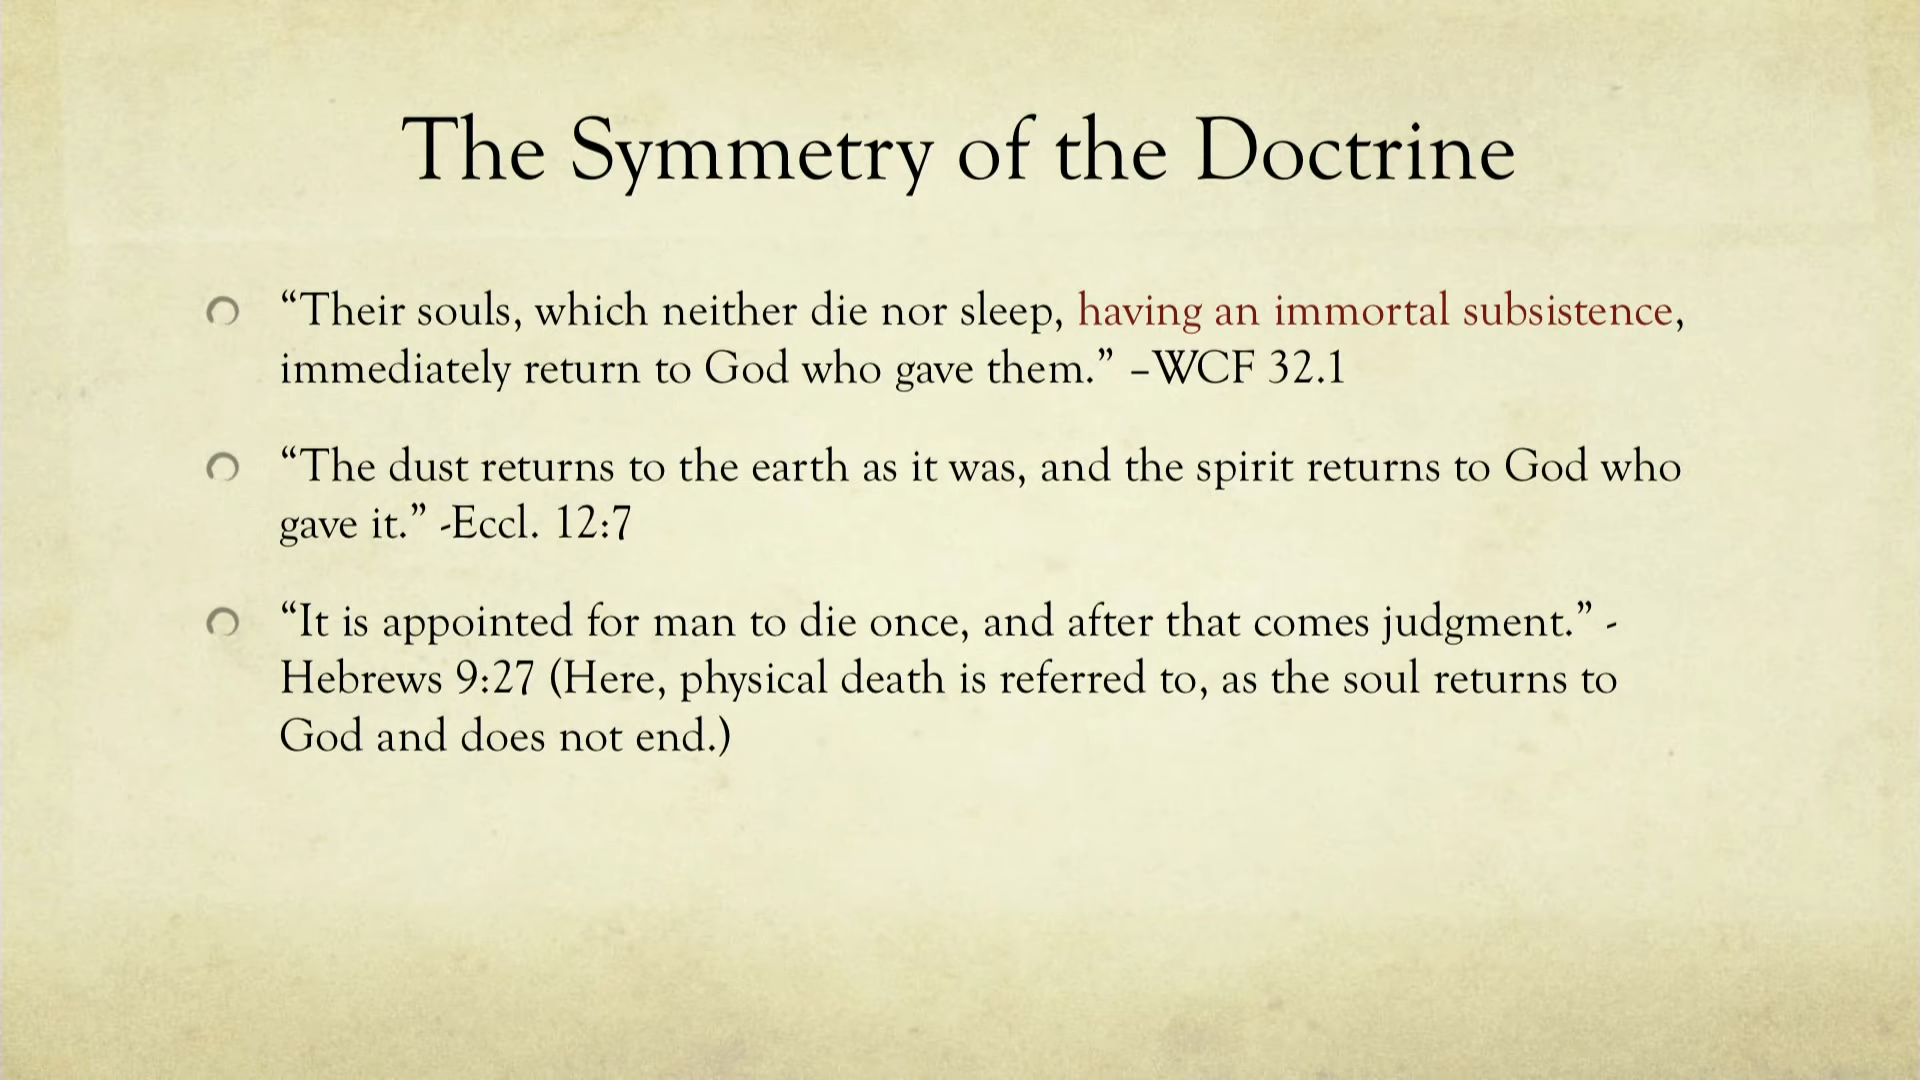 The Symmetry of the Doctrine
“Their souls, which neither die nor sleep, having an immortal subsistence,
immediately return to God who gave them.” –WCF 32.1
“The dust returns to the earth as it was, and the spirit returns to God who
gave it.” -Eccl. 12:7
“It is appointed for man to die once, and after that comes judgment.” -
Hebrews 9:27 (Here, physical death is referred to, as the soul returns to
God and does not end.)